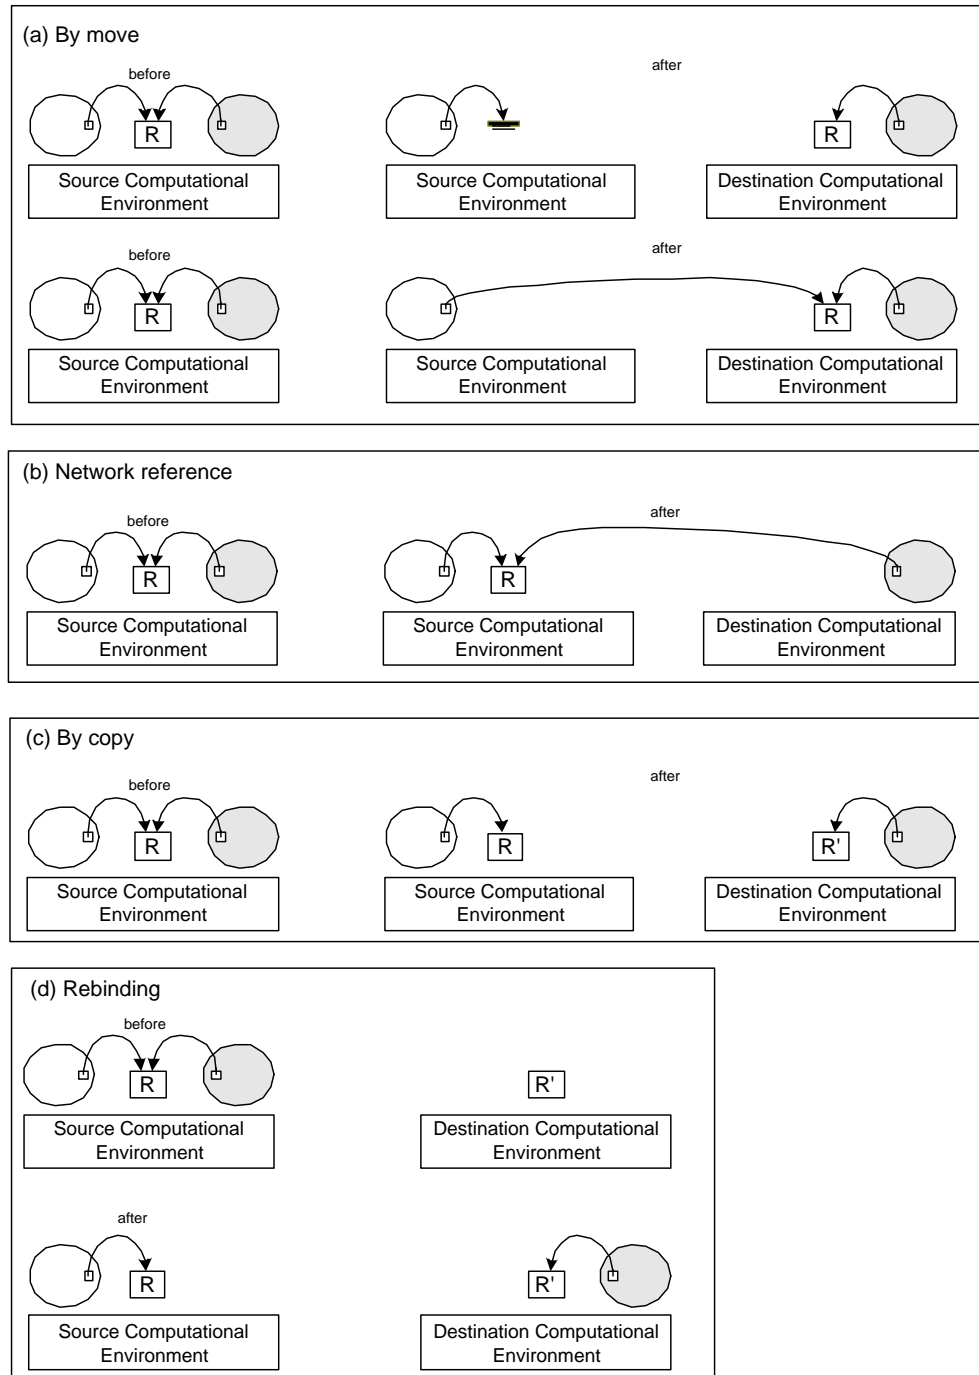 (a) By move
before
after
R
R
Source Computational
Environment
Source Computational
Environment
Destination Computational
Environment
before
after
R
R
Source Computational
Environment
Source Computational
Environment
Destination Computational
Environment
(b) Network reference
before
after
R
R
Source Computational
Environment
Source Computational
Environment
Destination Computational
Environment
(c) By copy
before
after
R
R
R'
Source Computational
Environment
Source Computational
Environment
Destination Computational
Environment
(d) Rebinding
before
R
R'
Source Computational
Environment
Destination Computational
Environment
after
R
R'
Source Computational
Environment
Destination Computational
Environment